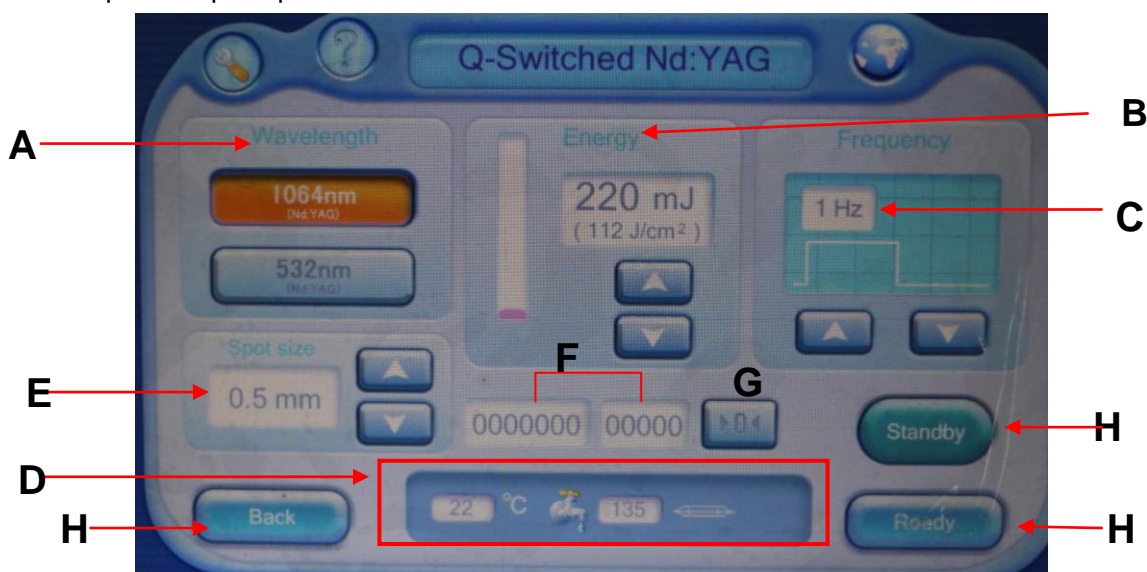 Q-Switched Nd:YAG
A
Wavelength
Energy
B
Frequency
1064nm
(Nd:YAG)
220 mJ
( 112 J/cm² )
1 Hz
C
532nm
(Nd:YAG)
Spot size
E
0.5 mm
F
G
0000000
00000
0
Standby
H
D
22
°C
135
Back
H
Ready
H